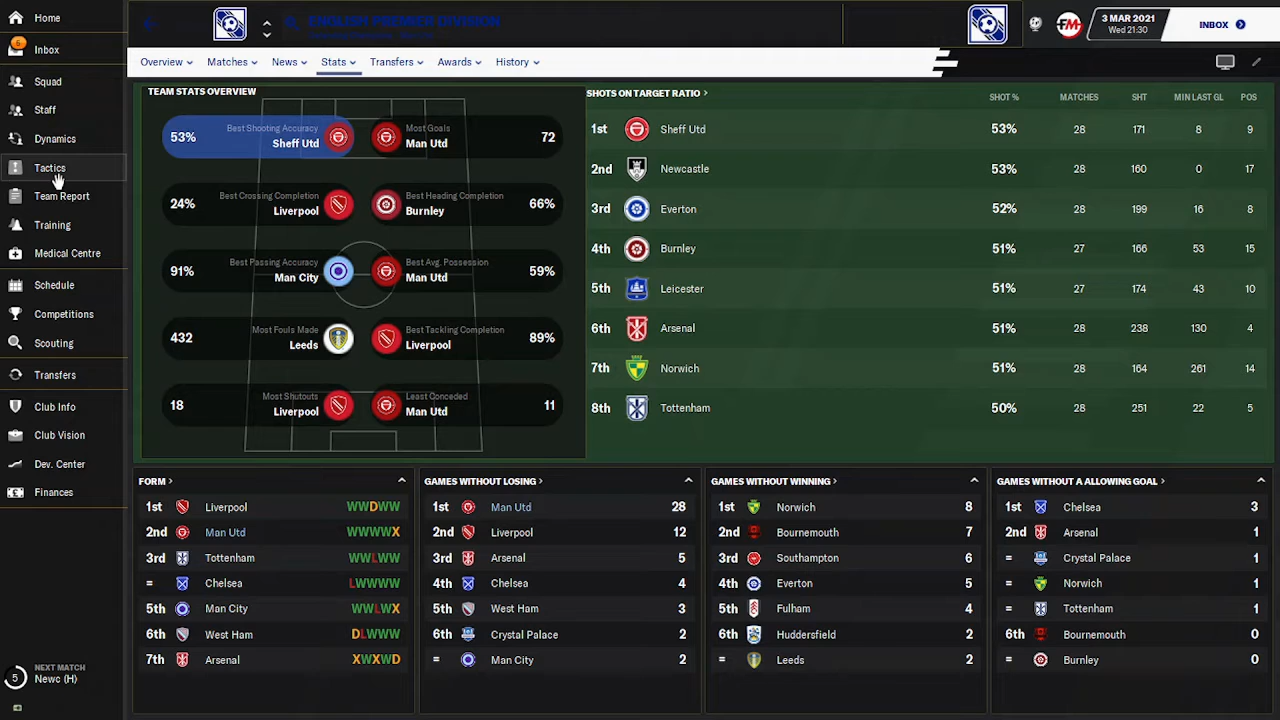 Home
ENGLISH PREMIER DIVISION
3 MAR 2021
Wed 21:30
INBOX
6
Inbox
Overview
Matches
News
Stats
Transfers
Awards
History
Squad
Staff
Dynamics
Tactics
Team Report
Training
Medical Centre
Schedule
Competitions
Scouting
Transfers
Club Info
Club Vision
Dev. Center
Finances
5
NEXT MATCH
Newc (H)
TEAM STATS OVERVIEW
53% Best Shooting Accuracy
Sheff Utd
Most Goals 72
Man Utd
24% Best Crossing Completion
Liverpool
Best Heading Completion 66%
Burnley
91% Best Passing Accuracy
Man City
Best Avg. Possession 59%
Man Utd
432 Most Fouls Made
Leeds
Best Tackling Completion 89%
Liverpool
18 Most Shutouts
Liverpool
Least Conceded 11
Man Utd
SHOTS ON TARGET RATIO SHOT % MATCHES SHT MIN LAST GL POS
1st Sheff Utd 53% 28 171 8 9
2nd Newcastle 53% 28 160 0 17
3rd Everton 52% 28 199 16 8
4th Burnley 51% 27 166 53 15
5th Leicester 51% 27 174 43 10
6th Arsenal 51% 28 238 130 4
7th Norwich 51% 28 164 261 14
8th Tottenham 50% 28 251 22 5
FORM
1st Liverpool WWDWW
2nd Man Utd WWWWX
3rd Tottenham WWLWW
= Chelsea LWWWW
5th Man City WWLWX
6th West Ham DLWWW
7th Arsenal XWXWD
GAMES WITHOUT LOSING
1st Man Utd 28
2nd Liverpool 12
3rd Arsenal 5
4th Chelsea 4
5th West Ham 3
6th Crystal Palace 2
= Man City 2
GAMES WITHOUT WINNING
1st Norwich 8
2nd Bournemouth 7
3rd Southampton 6
4th Everton 5
5th Fulham 4
6th Huddersfield 2
= Leeds 2
GAMES WITHOUT A ALLOWING GOAL
1st Chelsea 3
2nd Arsenal 1
= Crystal Palace 1
= Norwich 1
= Tottenham 1
6th Bournemouth 0
= Burnley 0